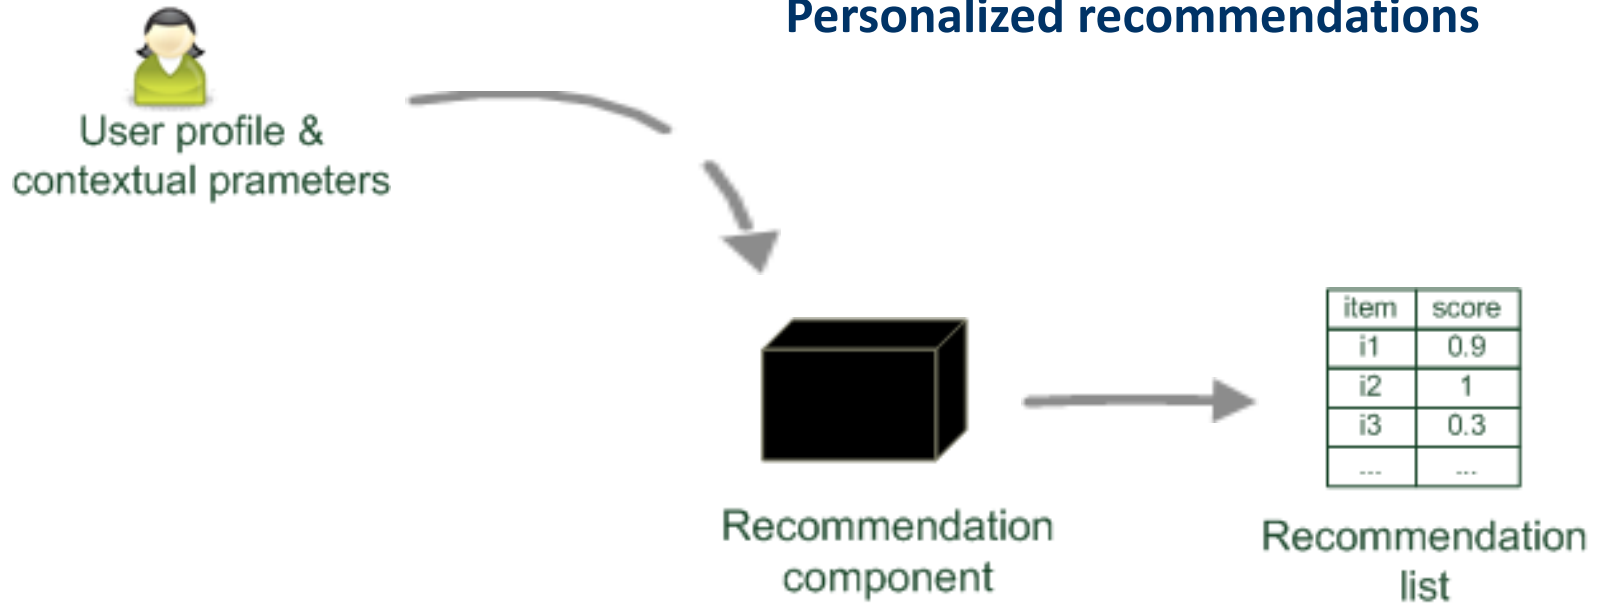 Personalized recommendations
User profile &
contextual prameters
item score
i1 0.9
i2 1
i3 0.3
... ...
Recommendation
component
Recommendation
list